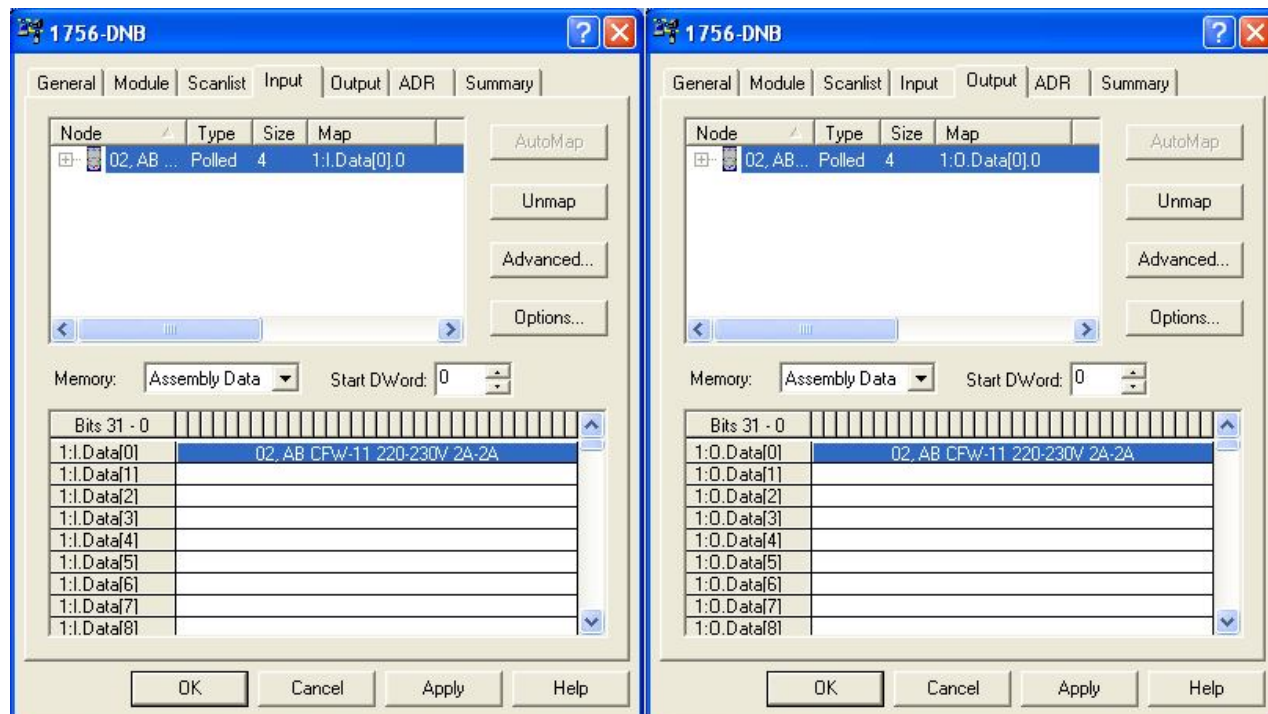 1756-DNB
General Module Scanlist Input Output ADR Summary
Node Type Size Map
02, AB ... Polled 4 1:I.Data[0].0
AutoMap
Unmap
Advanced...
Options...
Memory: Assembly Data Start DWord: 0
Bits 31 - 0
1:I.Data[0] 02, AB CFW-11 220-230V 2A-2A
1:I.Data[1]
1:I.Data[2]
1:I.Data[3]
1:I.Data[4]
1:I.Data[5]
1:I.Data[6]
1:I.Data[7]
1:I.Data[8]
OK Cancel Apply Help
1756-DNB
General Module Scanlist Input Output ADR Summary
Node Type Size Map
02, AB... Polled 4 1:O.Data[0].0
AutoMap
Unmap
Advanced...
Options...
Memory: Assembly Data Start DWord: 0
Bits 31 - 0
1:O.Data[0] 02, AB CFW-11 220-230V 2A-2A
1:O.Data[1]
1:O.Data[2]
1:O.Data[3]
1:O.Data[4]
1:O.Data[5]
1:O.Data[6]
1:O.Data[7]
1:O.Data[8]
OK Cancel Apply Help